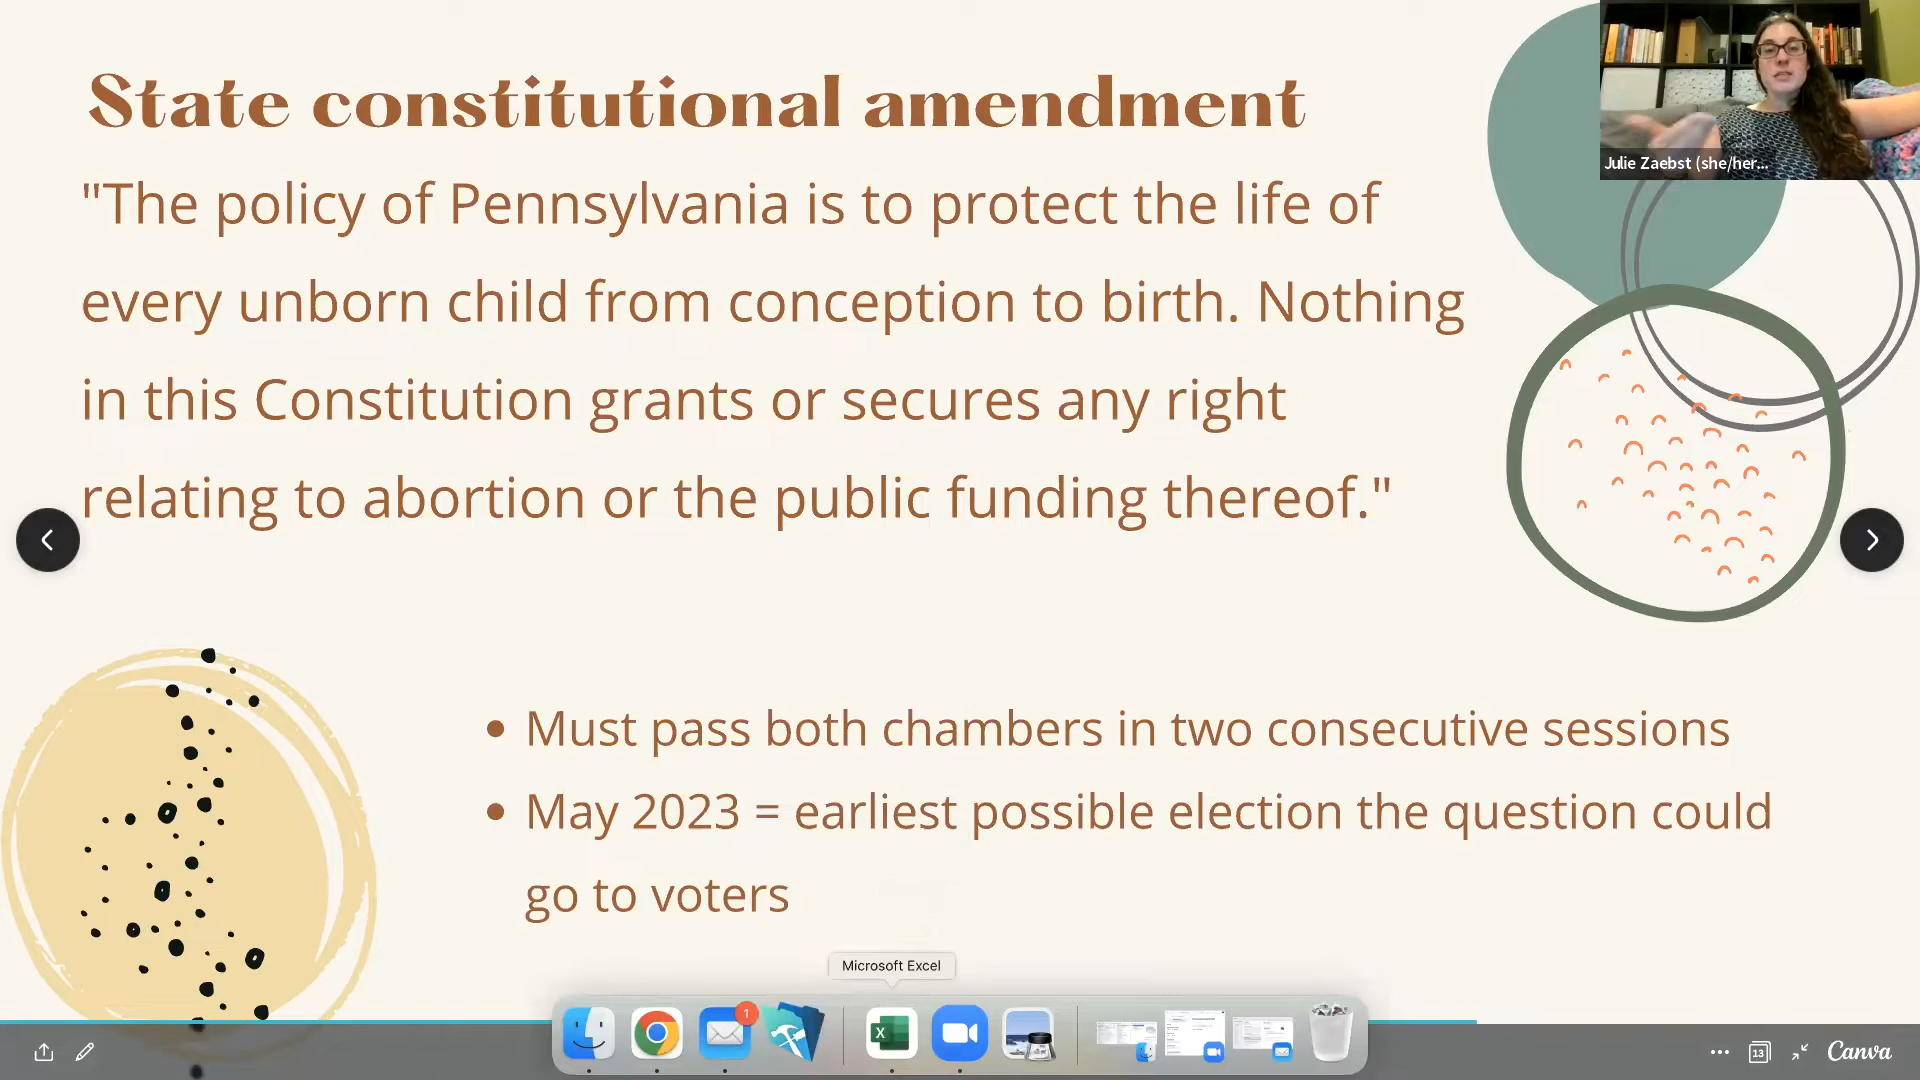 State constitutional amendment
"The policy of Pennsylvania is to protect the life of
every unborn child from conception to birth. Nothing
in this Constitution grants or secures any right
relating to abortion or the public funding thereof."
Julie Zaebst (she/her...
• Must pass both chambers in two consecutive sessions
• May 2023 = earliest possible election the question could
go to voters
Microsoft Excel
1
X
13
Canva